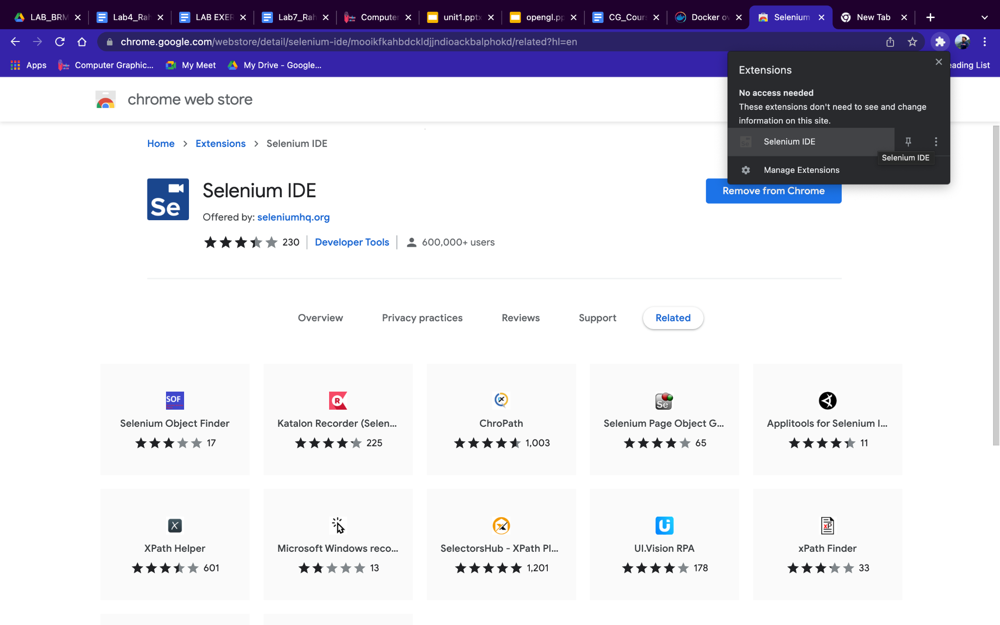 LAB_BRM
Lab4_Rah
LAB EXER
Lab7_Rah
Computer
unit1.pptx
opengl.pp
CG_Cours
Docker ov
Selenium
New Tab
chrome.google.com/webstore/detail/selenium-ide/mooikfkahbdckldjjndioackbalphokd/related?hl=en
Apps
Computer Graphic...
My Meet
My Drive - Google...
eading List
Extensions
No access needed
These extensions don't need to see and change
information on this site.
Se
Selenium IDE
Selenium IDE
Manage Extensions
chrome web store
Home > Extensions > Selenium IDE
Se
Selenium IDE
Remove from Chrome
Offered by: seleniumhq.org
230
Developer Tools
600,000+ users
Overview
Privacy practices
Reviews
Support
Related
SOF
R
Se
Selenium Object Finder
Katalon Recorder (Selen...
ChroPath
Selenium Page Object G...
Applitools for Selenium I...
17
225
1,003
65
11
X
U
xP
XPath Helper
Microsoft Windows reco...
SelectorsHub - XPath Pl...
UI.Vision RPA
xPath Finder
601
13
1,201
178
33